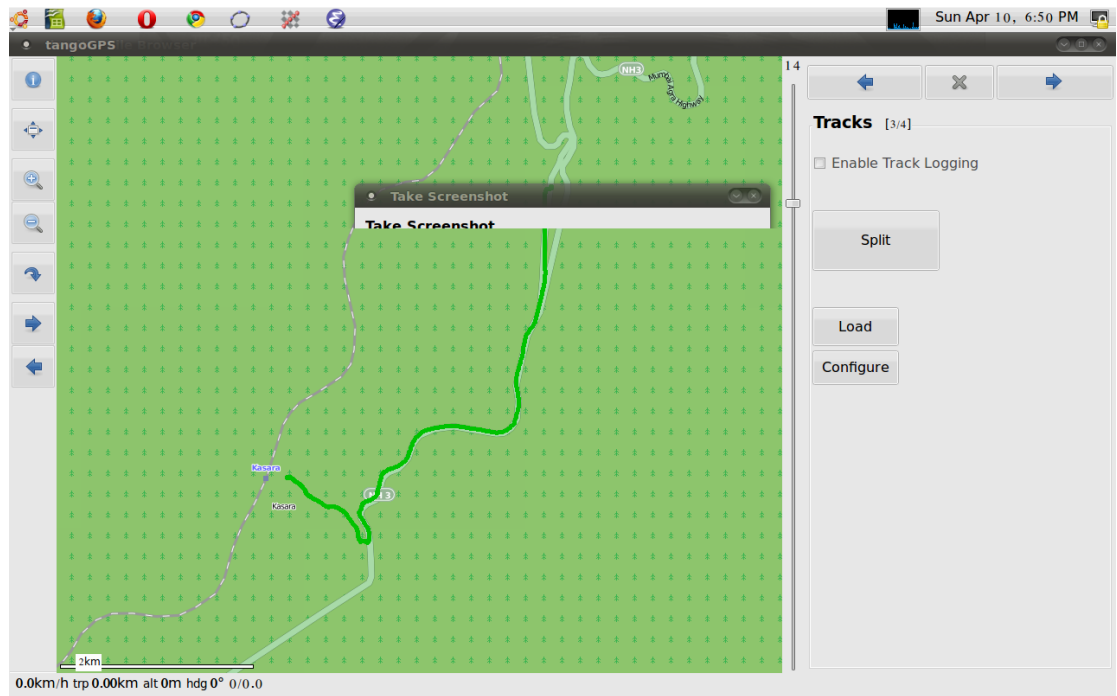 Sun Apr 10, 6:50 PM
tangoGPS
14
NH3
Mumbai Agra Highway
Tracks [3/4]
Enable Track Logging
Take Screenshot
Take Screenshot
Split
Load
Configure
Kasara
NH 3
Kasara
2km
0.0km/h trp 0.00km alt 0m hdg 0° 0/0.0